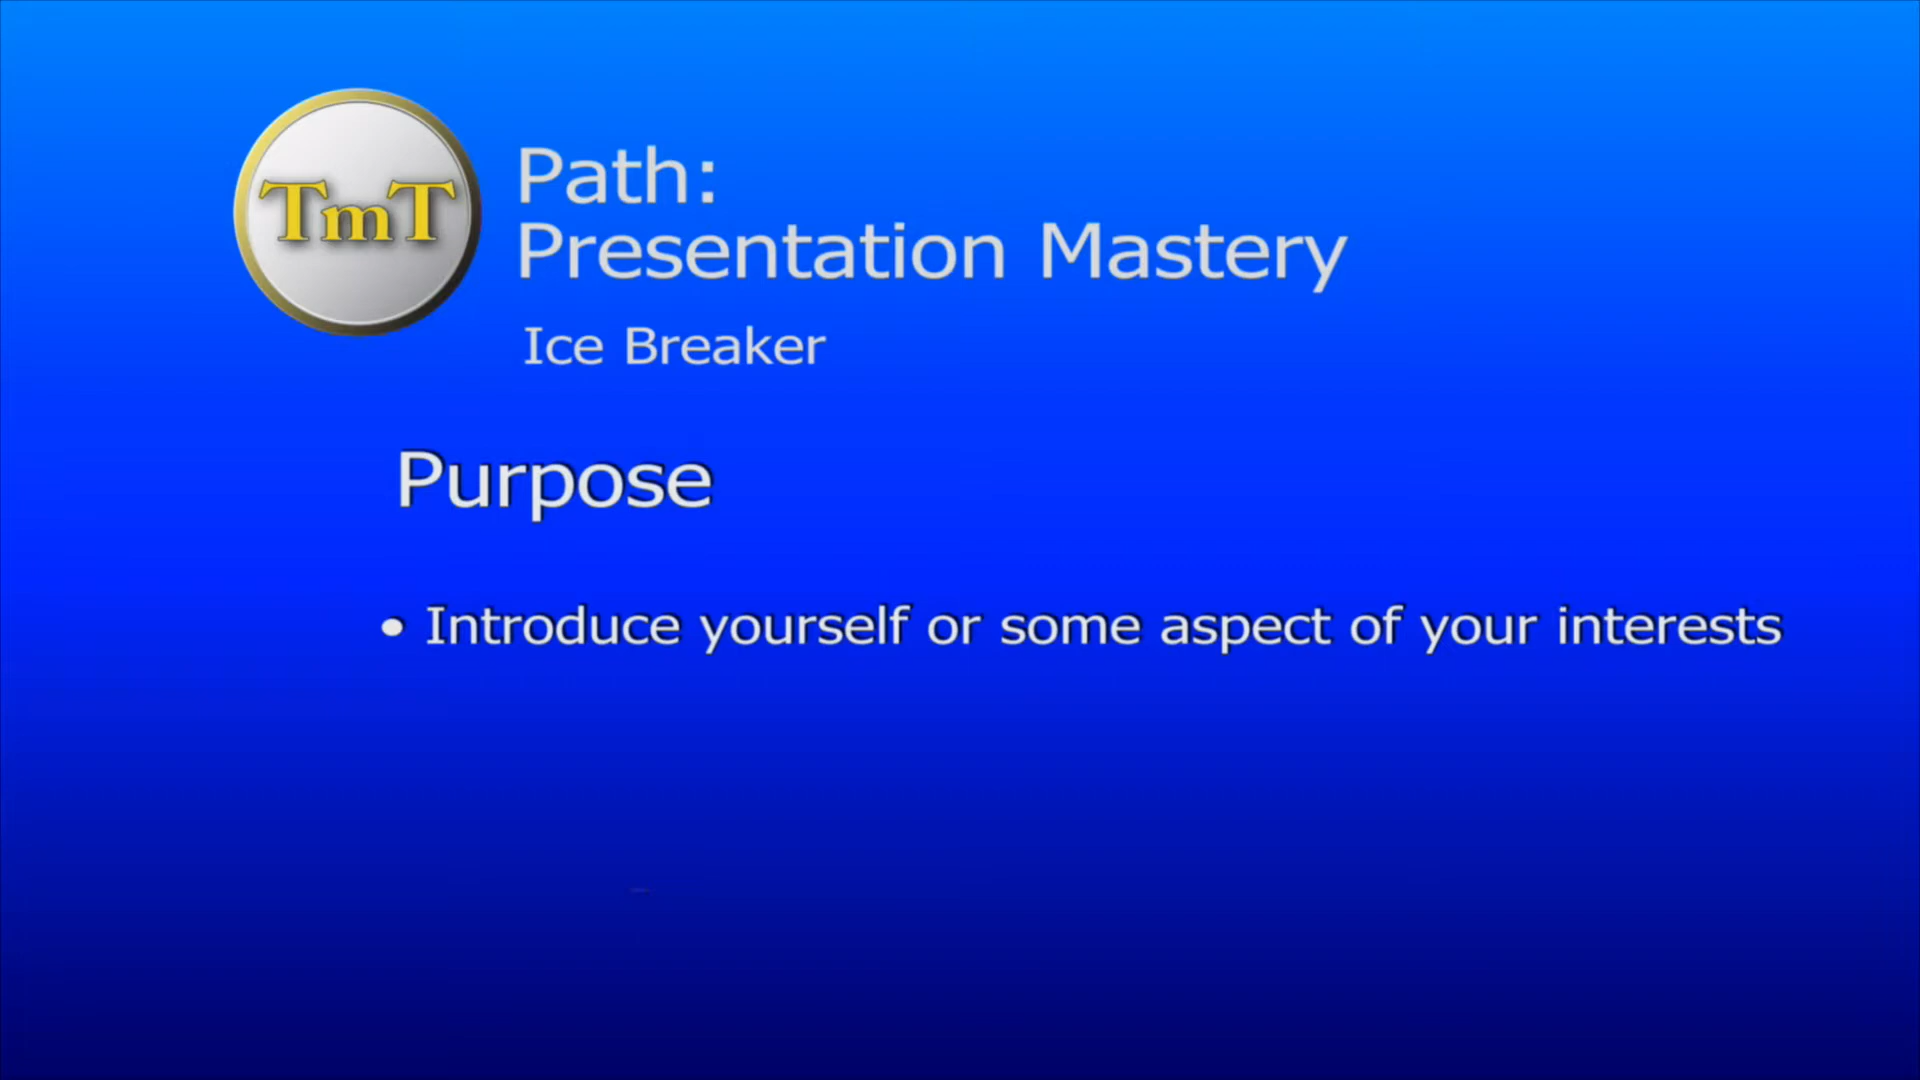 TmT
Path:
Presentation Mastery
Ice Breaker
Purpose
• Introduce yourself or some aspect of your interests